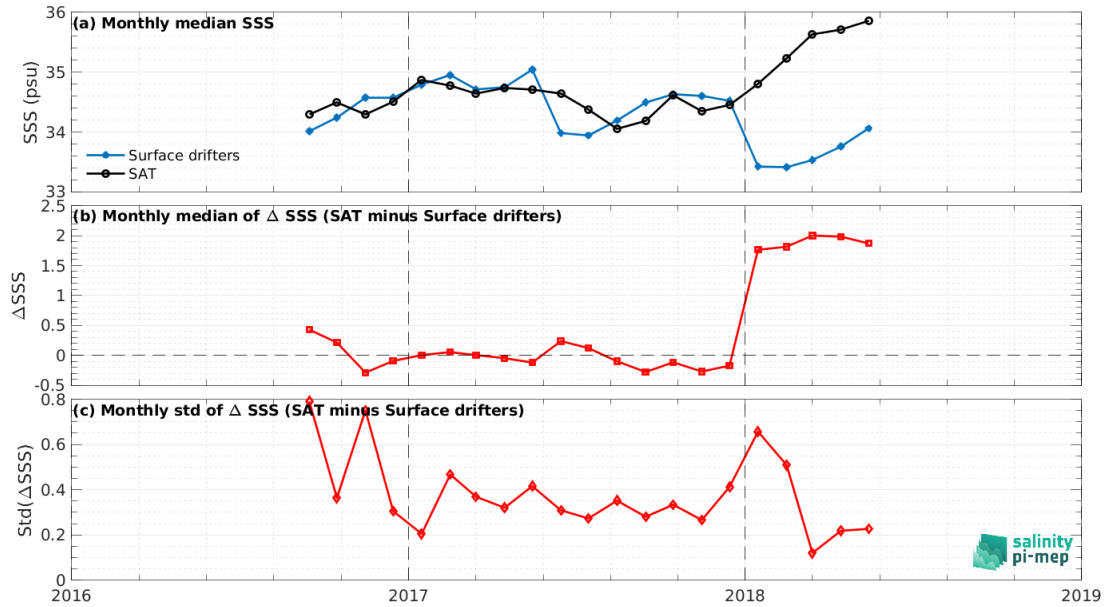 (a) Monthly median SSS
36
35
34
33
SSS (psu)
Surface drifters
SAT
(b) Monthly median of Δ SSS (SAT minus Surface drifters)
2.5
2
1.5
1
0.5
0
-0.5
ΔSSS
(c) Monthly std of Δ SSS (SAT minus Surface drifters)
0.8
0.6
0.4
0.2
0
Std(ΔSSS)
2016
2017
2018
2019
salinity
pi-mep